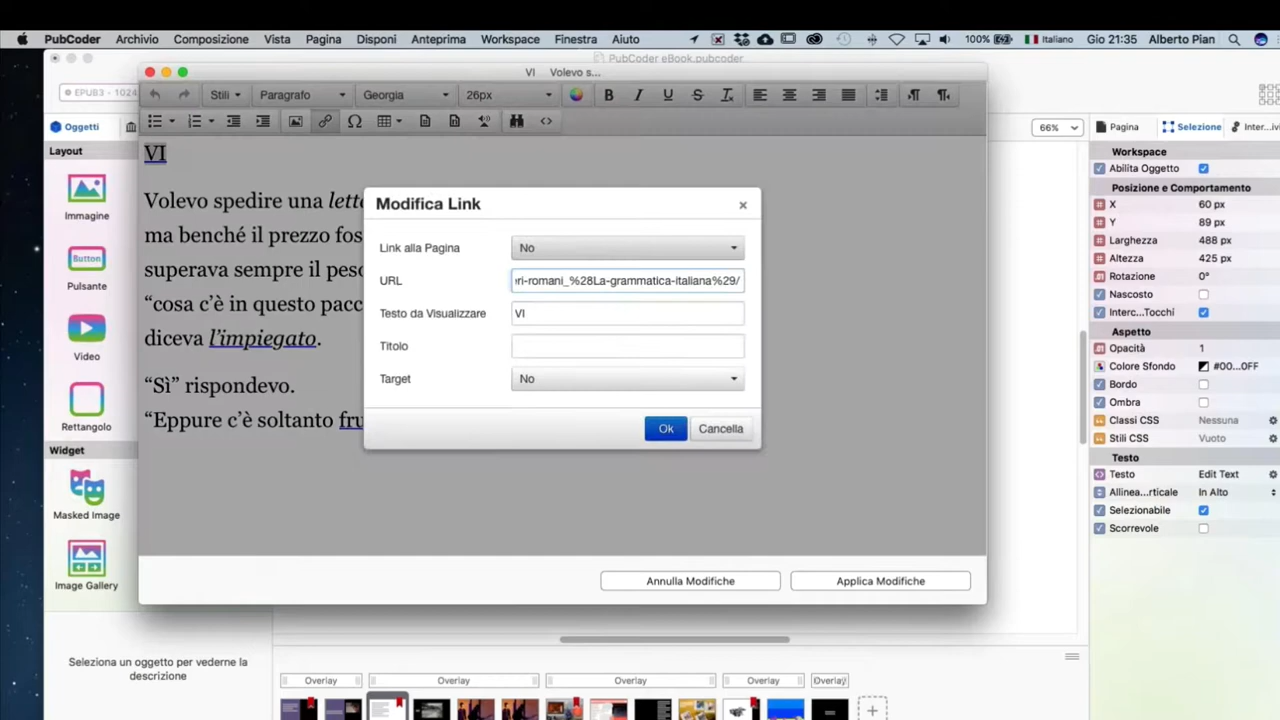 PubCoder Archivio Composizione Vista Pagina Disponi Anteprima Workspace Finestra Aiuto 100% Italiano Gio 21:35 Alberto Pian
PubCoder eBook.pubcoder
VI Volevo s...
EPUB3 - 1024
Stili Paragrafo Georgia 26px
Oggetti
66%
Pagina Selezione Inter...
Layout
Immagine
Button
Pulsante
Video
Rettangolo
Widget
Masked Image
Image Gallery
Seleziona un oggetto per vederne la
descrizione
VI
Volevo spedire una
ma benché il prezzo fos
superava sempre il peso
“cosa c’è in questo pacc
diceva l’impiegato.
“Sì” rispondevo.
“Eppure c’è soltanto fru
Modifica Link ×
Link alla Pagina No
URL ri-romani_%28La-grammatica-italiana%29/
Testo da Visualizzare VI
Titolo
Target No
Ok Cancella
Annulla Modifiche Applica Modifiche
Workspace
Abilita Oggetto
Posizione e Comportamento
X 60 px
Y 89 px
Larghezza 488 px
Altezza 425 px
Rotazione 0°
Nascosto
Interc...Tocchi
Aspetto
Opacità 1
Colore Sfondo #00...0FF
Bordo
Ombra
Classi CSS Nessuna
Stili CSS Vuoto
Testo
Testo Edit Text
Allinea...rticale In Alto
Selezionabile
Scorrevole
Overlay Overlay Overlay Overlay Overlay